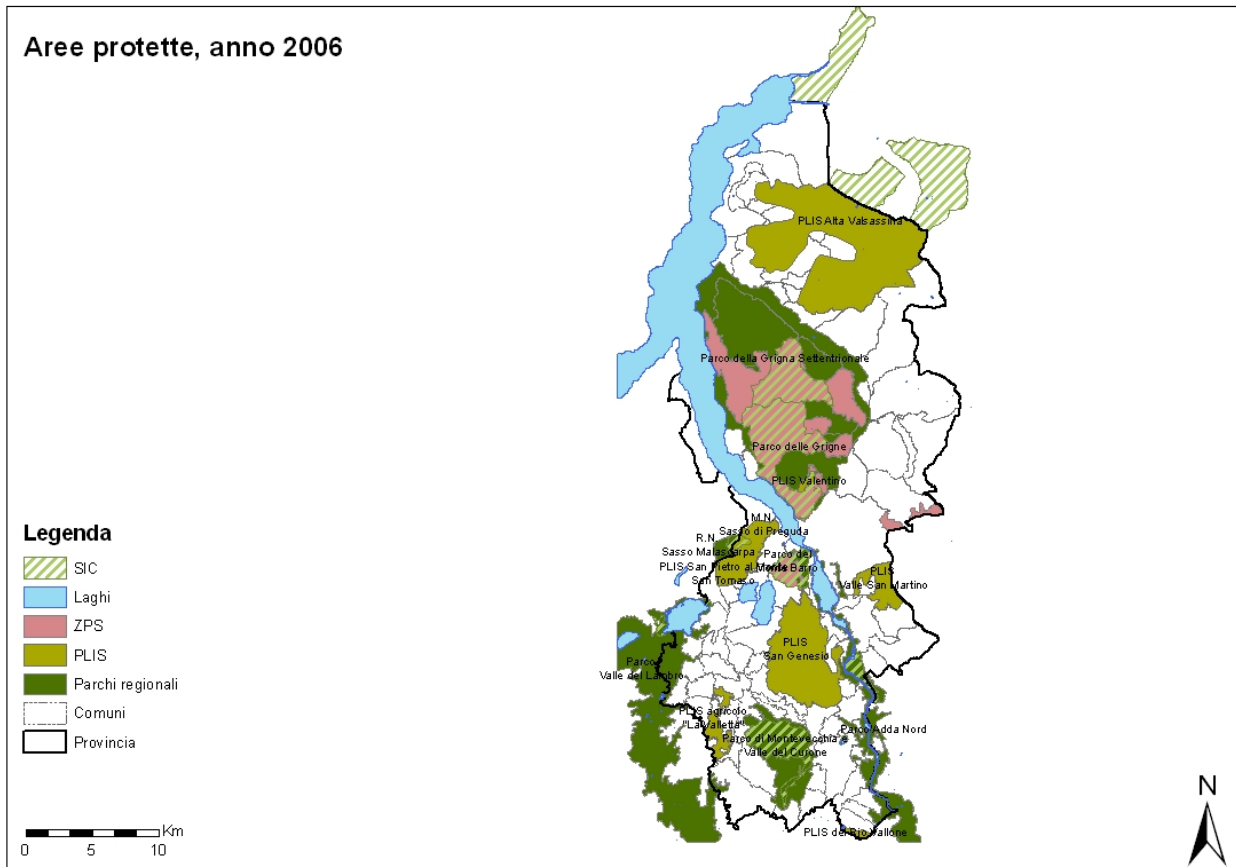 Aree protette, anno 2006
PLIS Alta Valsassina
Parco della Grigna Settentrionale
Parco delle Grigne
PLIS Valentino
M.N.
Sasso di Preguda
R.N.
Sasso Malascarpa
PLIS San Pietro al Monte
San Tomaso
Parco del
Monte Barro
PLIS
Valle San Martino
PLIS
San Genesio
Parco
Valle del Lambro
PLIS agricolo
"La Valletta"
Parco di Montevecchia e
Valle del Curone
Parco Adda Nord
PLIS del Rio Vallone
Legenda
SIC
Laghi
ZPS
PLIS
Parchi regionali
Comuni
Provincia
Km
0 5 10
N